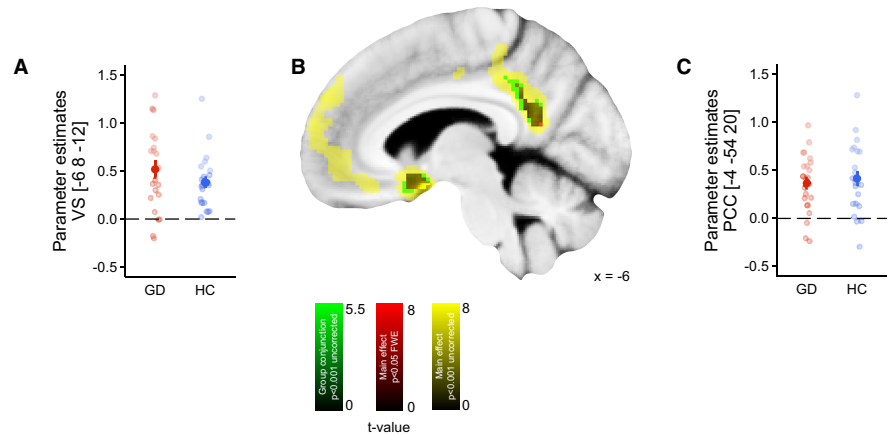 A
Parameter estimates
VS [-6 8 -12]
1.5
1.0
0.5
0.0
-0.5
GD
HC
B
x = -6
C
Parameter estimates
PCC [-4 -54 20]
1.5
1.0
0.5
0.0
-0.5
GD
HC
Group conjunction
p<0.001 uncorrected
5.5
0
Main effect
p<0.05 FWE
8
0
Main effect
p<0.001 uncorrected
8
0
t-value